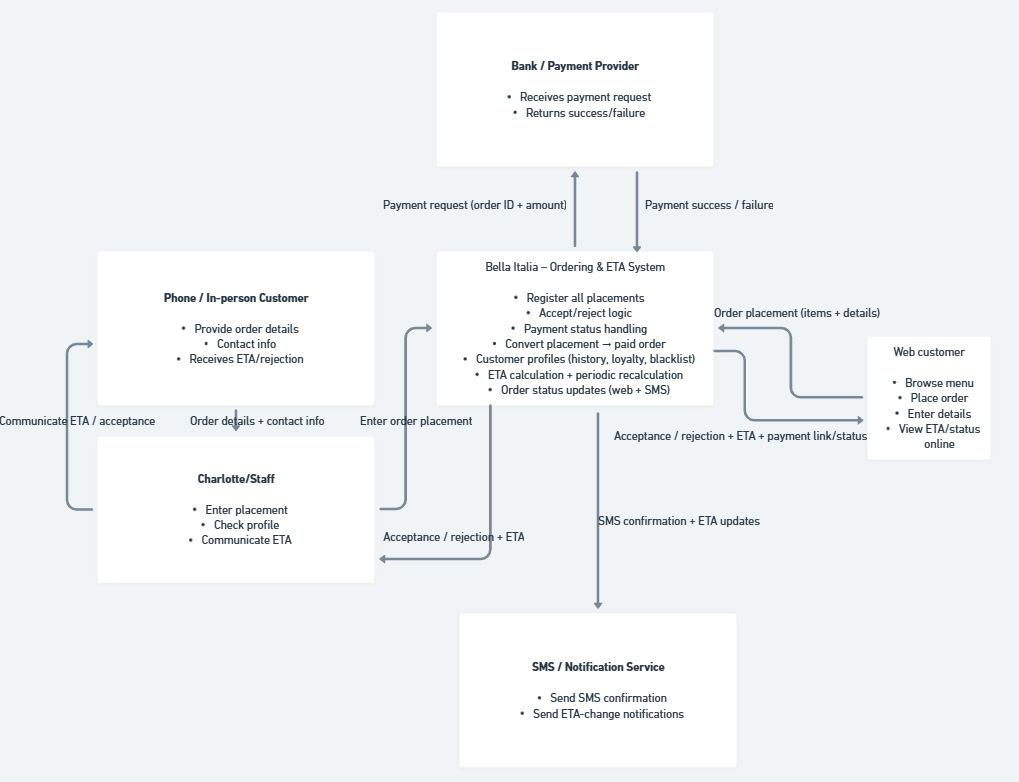 Bank / Payment Provider
• Receives payment request
• Returns success/failure
Payment request (order ID + amount)
Payment success / failure
Bella Italia – Ordering & ETA System
• Register all placements
• Accept/reject logic
• Payment status handling
• Convert placement → paid order
• Customer profiles (history, loyalty, blacklist)
• ETA calculation + periodic recalculation
• Order status updates (web + SMS)
Phone / In-person Customer
• Provide order details
• Contact info
• Receives ETA/rejection
Order placement (items + details)
Web customer
• Browse menu
• Place order
• Enter details
• View ETA/status
online
Communicate ETA / acceptance
Order details + contact info
Enter order placement
Acceptance / rejection + ETA + payment link/status
Charlotte/Staff
• Enter placement
• Check profile
• Communicate ETA
Acceptance / rejection + ETA
SMS confirmation + ETA updates
SMS / Notification Service
• Send SMS confirmation
• Send ETA-change notifications